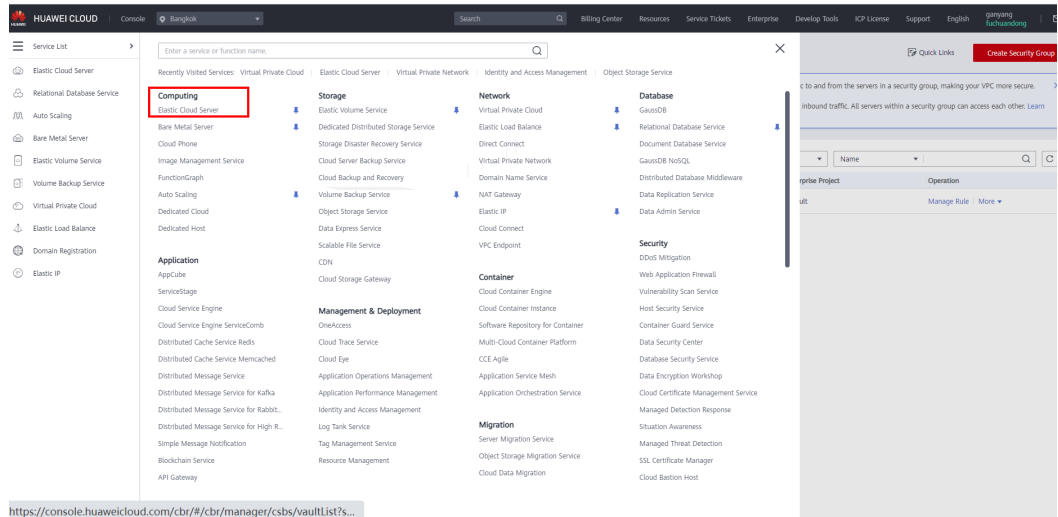 HUAWEI
HUAWEI CLOUD Console Bangkok Search Billing Center Resources Service Tickets Enterprise Develop Tools ICP License Support English ganyang
fuchuandong
Service List
Elastic Cloud Server
Relational Database Service
Auto Scaling
Bare Metal Server
Elastic Volume Service
Volume Backup Service
Virtual Private Cloud
Elastic Load Balance
Domain Registration
Elastic IP
Enter a service or function name.
Recently Visited Services: Virtual Private Cloud Elastic Cloud Server Virtual Private Network Identity and Access Management Object Storage Service
Computing
Elastic Cloud Server
Bare Metal Server
Cloud Phone
Image Management Service
FunctionGraph
Auto Scaling
Dedicated Cloud
Dedicated Host
Application
AppCube
ServiceStage
Cloud Service Engine
Cloud Service Engine ServiceComb
Distributed Cache Service Redis
Distributed Cache Service Memcached
Distributed Message Service
Distributed Message Service for Kafka
Distributed Message Service for Rabbit...
Distributed Message Service for High R...
Simple Message Notification
Blockchain Service
API Gateway
Storage
Elastic Volume Service
Dedicated Distributed Storage Service
Storage Disaster Recovery Service
Cloud Server Backup Service
Cloud Backup and Recovery
Volume Backup Service
Object Storage Service
Data Express Service
Scalable File Service
CDN
Cloud Storage Gateway
Management & Deployment
OneAccess
Cloud Trace Service
Cloud Eye
Application Operations Management
Application Performance Management
Identity and Access Management
Log Tank Service
Tag Management Service
Resource Management
Network
Virtual Private Cloud
Elastic Load Balance
Direct Connect
Virtual Private Network
Domain Name Service
NAT Gateway
Elastic IP
Cloud Connect
VPC Endpoint
Container
Cloud Container Engine
Cloud Container Instance
Software Repository for Container
Multi-Cloud Container Platform
CCE Agile
Application Service Mesh
Application Orchestration Service
Migration
Server Migration Service
Object Storage Migration Service
Cloud Data Migration
Database
GaussDB
Relational Database Service
Document Database Service
GaussDB NoSQL
Distributed Database Middleware
Data Replication Service
Data Admin Service
Security
DDoS Mitigation
Web Application Firewall
Vulnerability Scan Service
Host Security Service
Container Guard Service
Data Security Center
Database Security Service
Data Encryption Workshop
Cloud Certificate Management Service
Managed Detection Response
Situation Awareness
Managed Threat Detection
SSL Certificate Manager
Cloud Bastion Host
Quick Links Create Security Group
c to and from the servers in a security group, making your VPC more secure.
inbound traffic. All servers within a security group can access each other. Learn
Name
rprise Project Operation
ult Manage Rule More
https://console.huaweicloud.com/cbr/#/cbr/manager/csbs/vaultList?s...